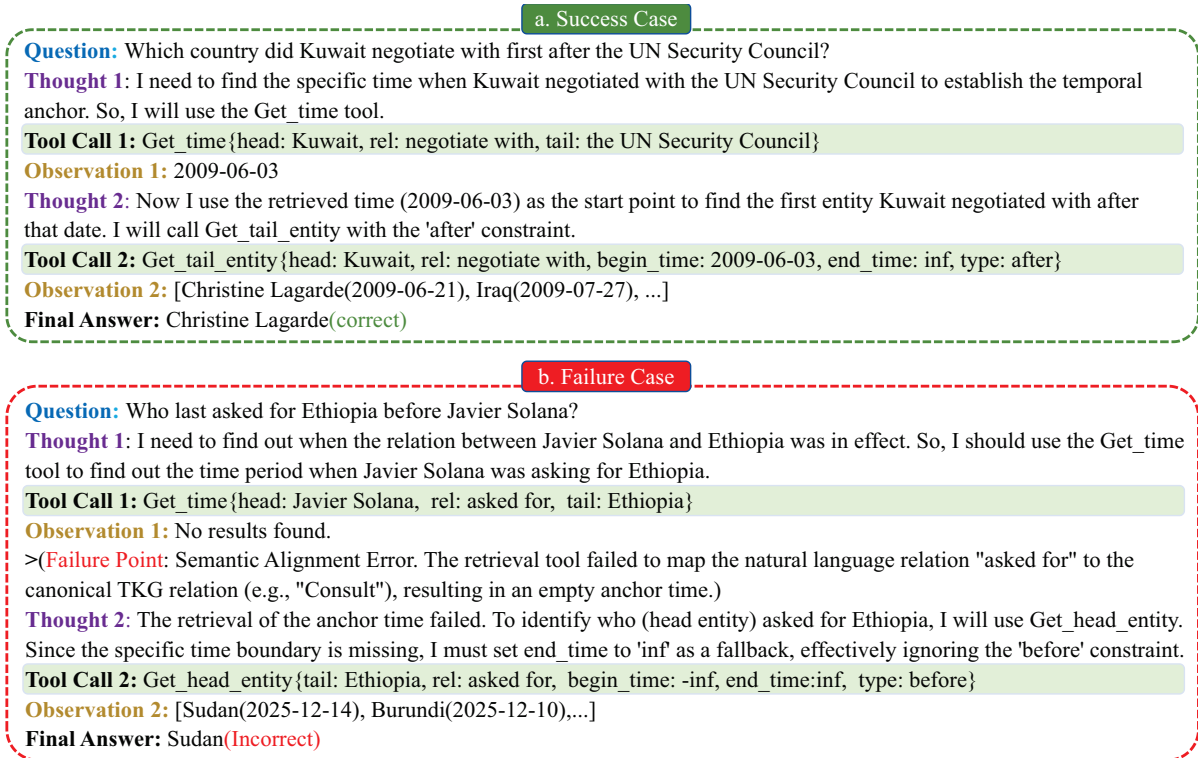 a. Success Case
Question: Which country did Kuwait negotiate with first after the UN Security Council?
Thought 1: I need to find the specific time when Kuwait negotiated with the UN Security Council to establish the temporal
anchor. So, I will use the Get_time tool.
Tool Call 1: Get_time{head: Kuwait, rel: negotiate with, tail: the UN Security Council}
Observation 1: 2009-06-03
Thought 2: Now I use the retrieved time (2009-06-03) as the start point to find the first entity Kuwait negotiated with after
that date. I will call Get_tail_entity with the 'after' constraint.
Tool Call 2: Get_tail_entity{head: Kuwait, rel: negotiate with, begin_time: 2009-06-03, end_time: inf, type: after}
Observation 2: [Christine Lagarde(2009-06-21), Iraq(2009-07-27), ...]
Final Answer: Christine Lagarde(correct)
b. Failure Case
Question: Who last asked for Ethiopia before Javier Solana?
Thought 1: I need to find out when the relation between Javier Solana and Ethiopia was in effect. So, I should use the Get_time
tool to find out the time period when Javier Solana was asking for Ethiopia.
Tool Call 1: Get_time{head: Javier Solana, rel: asked for, tail: Ethiopia}
Observation 1: No results found.
>(Failure Point: Semantic Alignment Error. The retrieval tool failed to map the natural language relation "asked for" to the
canonical TKG relation (e.g., "Consult"), resulting in an empty anchor time.)
Thought 2: The retrieval of the anchor time failed. To identify who (head entity) asked for Ethiopia, I will use Get_head_entity.
Since the specific time boundary is missing, I must set end_time to 'inf' as a fallback, effectively ignoring the 'before' constraint.
Tool Call 2: Get_head_entity{tail: Ethiopia, rel: asked for, begin_time: -inf, end_time:inf, type: before}
Observation 2: [Sudan(2025-12-14), Burundi(2025-12-10),...]
Final Answer: Sudan(Incorrect)